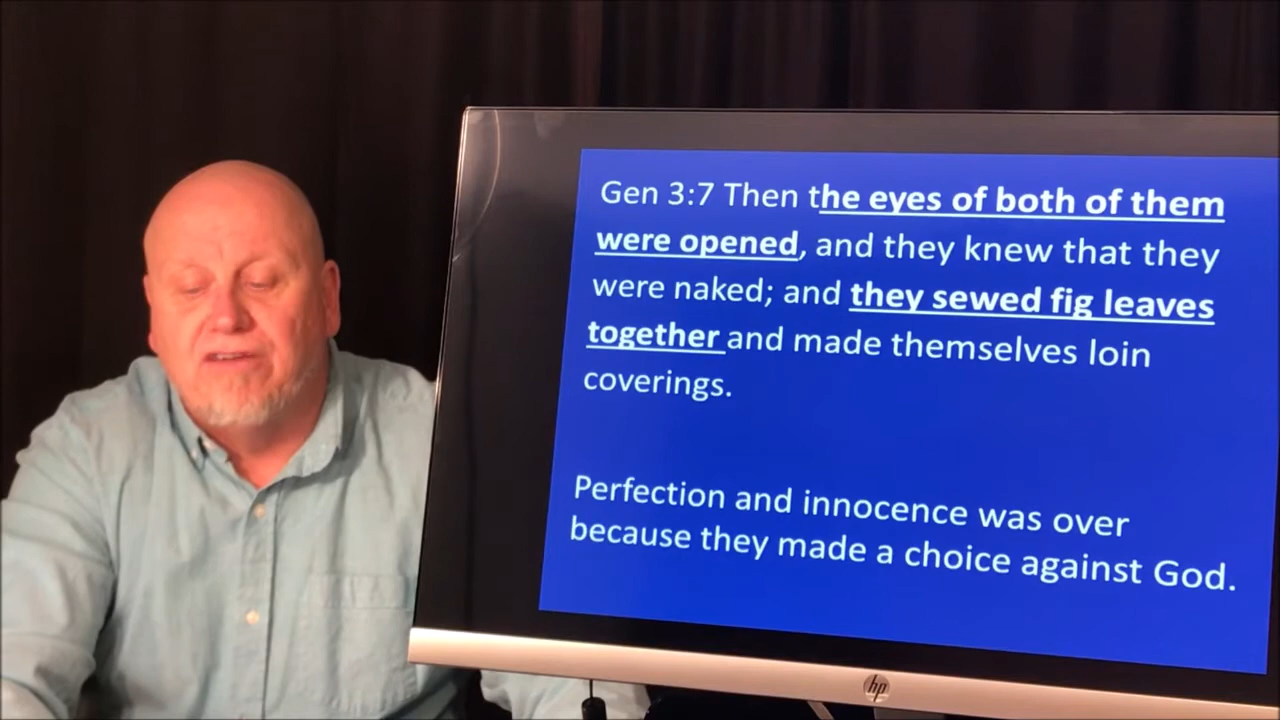 Gen 3:7 Then the eyes of both of them
were opened, and they knew that they
were naked; and they sewed fig leaves
together and made themselves loin
coverings.
Perfection and innocence was over
because they made a choice against God.
hp